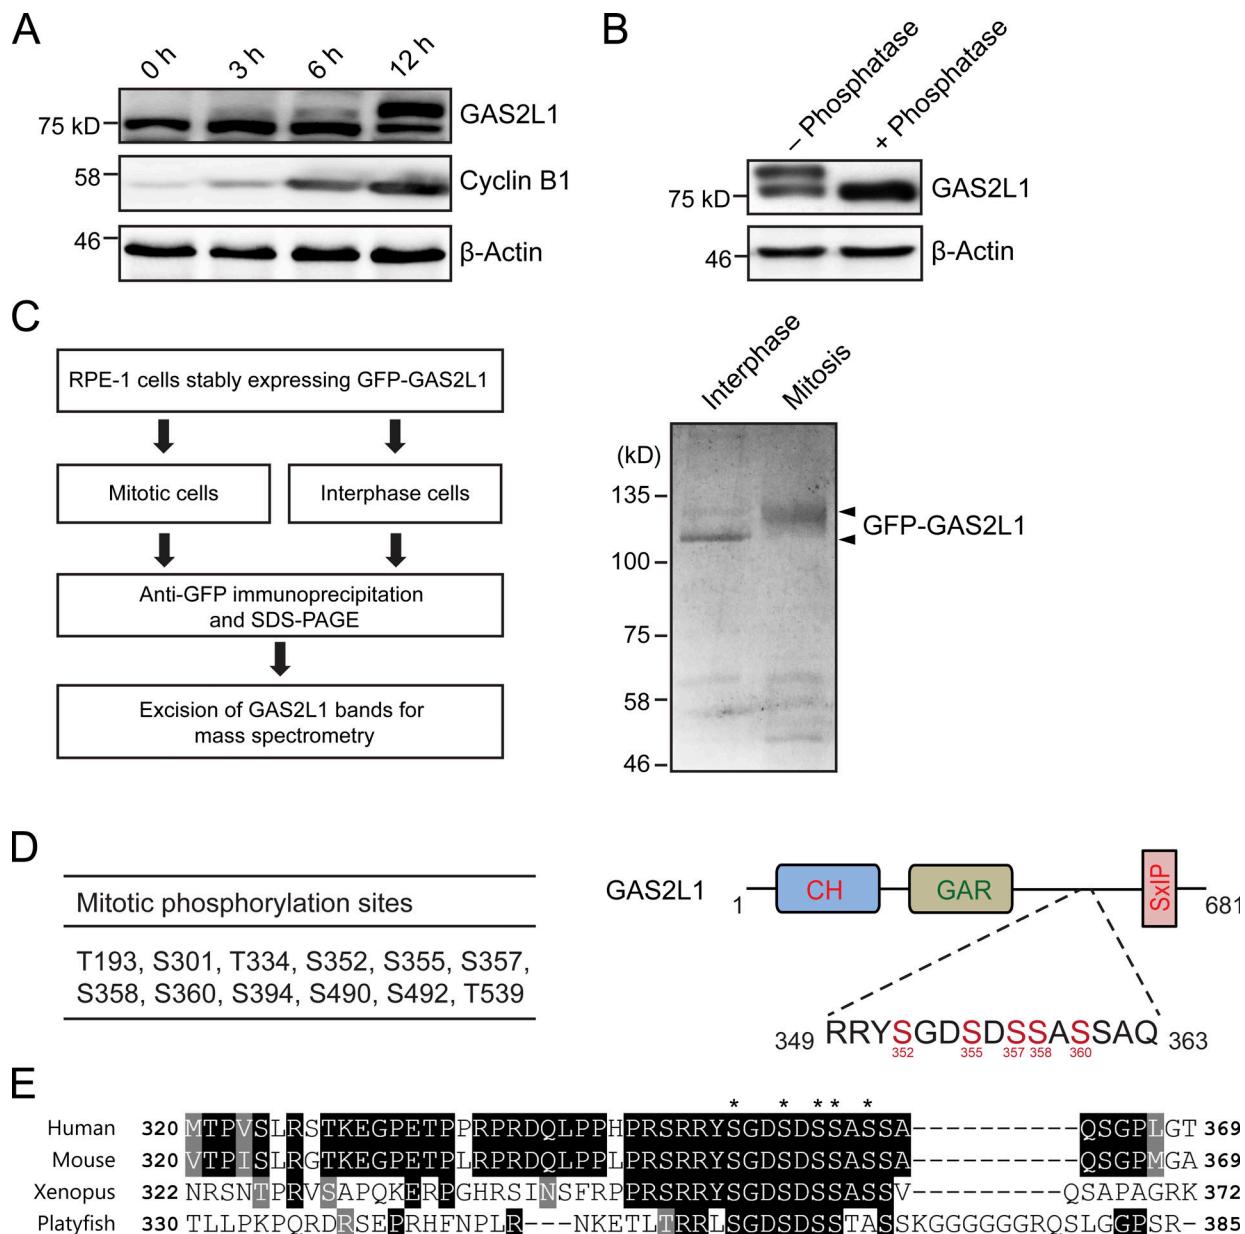 A
0 h 3 h 6 h 12 h
75 kD GAS2L1
58 Cyclin B1
46 β-Actin
B
– Phosphatase + Phosphatase
75 kD GAS2L1
46 β-Actin
C
RPE-1 cells stably expressing GFP-GAS2L1
Mitotic cells Interphase cells
Anti-GFP immunoprecipitation
and SDS-PAGE
Excision of GAS2L1 bands for
mass spectrometry
Interphase Mitosis
(kD)
135
GFP-GAS2L1
100
75
58
46
D
Mitotic phosphorylation sites
T193, S301, T334, S352, S355, S357,
S358, S360, S394, S490, S492, T539
GAS2L1 CH GAR SxIP
1 681
349 RRYSGDSDSSASSAQ 363
352 355 357 358 360
E
* * * * *
Human 320 MTPVSLRSTKEGPETPPRPRDQLPPHPRSRRYSGDSDSSASSA----------QSGPLGT 369
Mouse 320 VTPISLRGTKEGPETPLRPRDQLPPLPRSRRYSGDSDSSASSA----------QSGPMGA 369
Xenopus 322 NRSNTPRVSAPQKERPGHRSINSFRPPRSRRYSGDSDSSASSV---------QSAPAGRK 372
Platyfish 330 TLLPKPQRDRSEPRHFNPLR---NKETLTRRLSGDSDSSTASSKGGGGGGRQSLGGPSR- 385